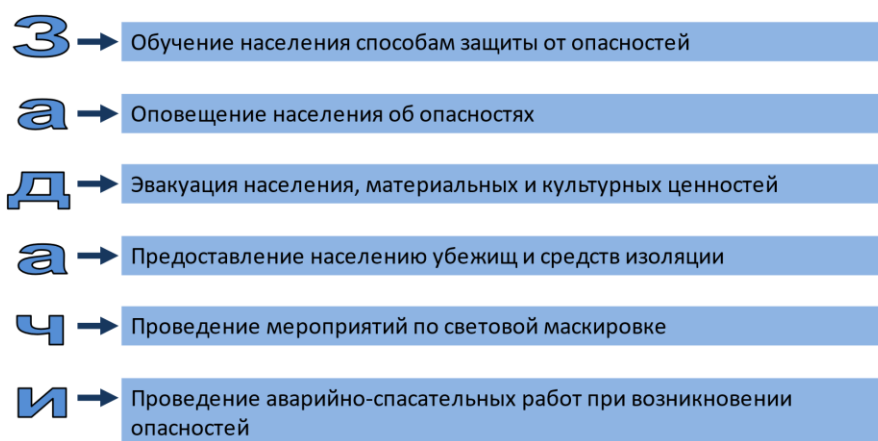 З Обучение населения способам защиты от опасностей
а Оповещение населения об опасностях
д Эвакуация населения, материальных и культурных ценностей
а Предоставление населению убежищ и средств изоляции
ч Проведение мероприятий по световой маскировке
и Проведение аварийно-спасательных работ при возникновении
опасностей